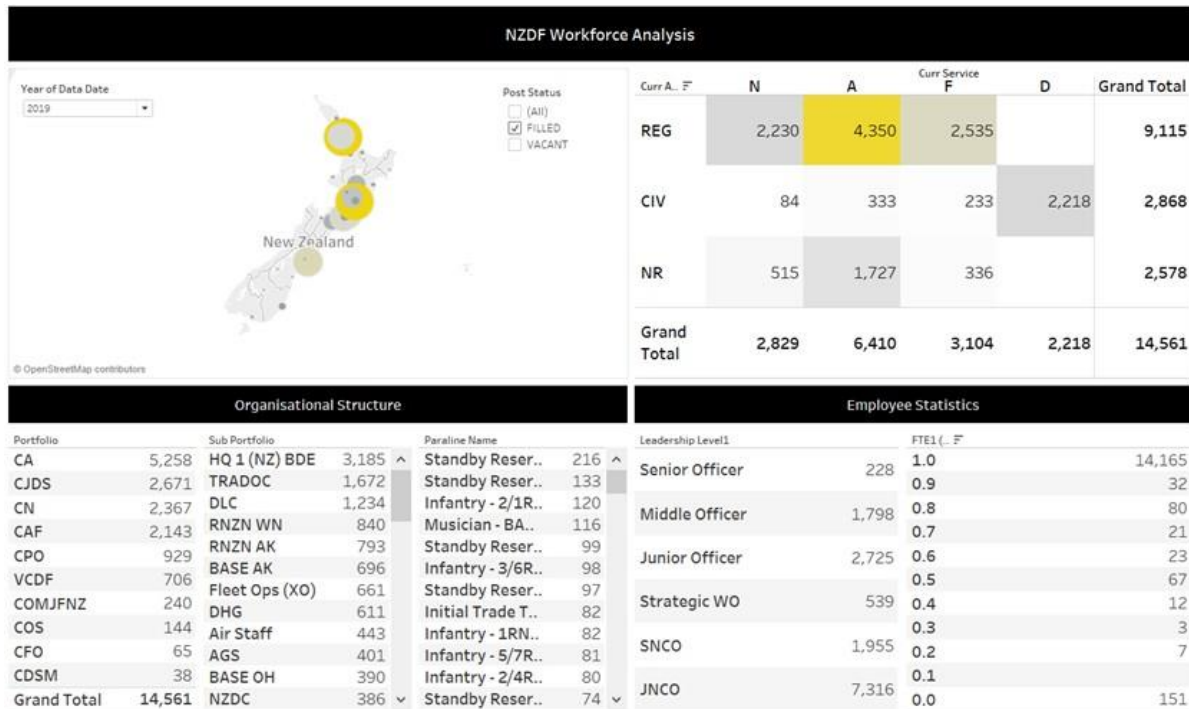 NZDF Workforce Analysis
Year of Data Date
2019
Post Status
(All)
FILLED
VACANT
New Zealand
© OpenStreetMap contributors
Curr Service
Curr A.. N A F D Grand Total
REG 2,230 4,350 2,535 9,115
CIV 84 333 233 2,218 2,868
NR 515 1,727 336 2,578
Grand
Total 2,829 6,410 3,104 2,218 14,561
Organisational Structure
Portfolio
CA 5,258
CJDS 2,671
CN 2,367
CAF 2,143
CPO 929
VCDF 706
COMJFNZ 240
COS 144
CFO 65
CDSM 38
Grand Total 14,561
Sub Portfolio
HQ 1 (NZ) BDE 3,185
TRADOC 1,672
DLC 1,234
RNZN WN 840
RNZN AK 793
BASE AK 696
Fleet Ops (XO) 661
DHG 611
Air Staff 443
AGS 401
BASE OH 390
NZDC 386
Paraline Name
Standby Reser.. 216
Standby Reser.. 133
Infantry - 2/1R.. 120
Musician - BA.. 116
Standby Reser.. 99
Infantry - 3/6R.. 98
Standby Reser.. 97
Initial Trade T.. 82
Infantry - 1RN.. 82
Infantry - 5/7R.. 81
Infantry - 2/4R.. 80
Standby Reser.. 74
Employee Statistics
Leadership Level1
Senior Officer 228
Middle Officer 1,798
Junior Officer 2,725
Strategic WO 539
SNCO 1,955
JNCO 7,316
FTE1 (..
1.0 14,165
0.9 32
0.8 80
0.7 21
0.6 23
0.5 67
0.4 12
0.3 3
0.2 7
0.1
0.0 151